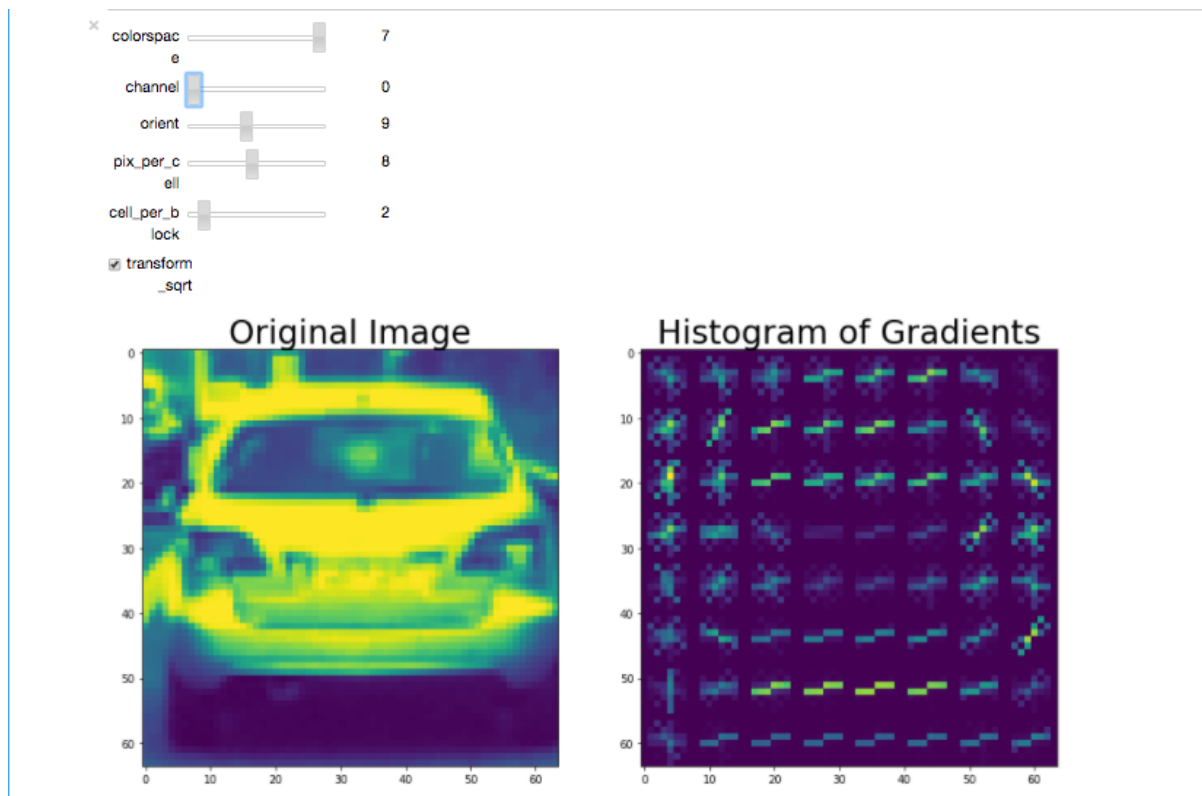 ×
colorspac 7
e
channel 0
orient 9
pix_per_c 8
ell
cell_per_b 2
lock
transform
_sqrt
Original Image Histogram of Gradients
0 0
10 10
20 20
30 30
40 40
50 50
60 60
0 10 20 30 40 50 60 0 10 20 30 40 50 60